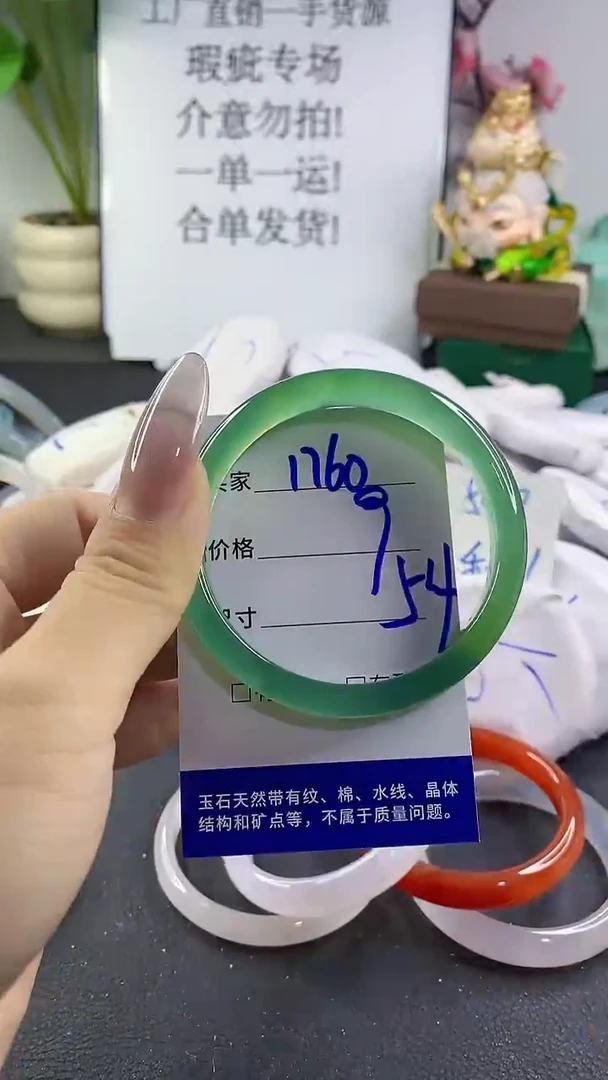 工厂直销一手货源
瑕疵专场
介意勿拍!
一单一运!
合单发货!
家 1760
价格
寸 54
玉石天然带有纹、棉、水线、晶体
结构和矿点等，不属于质量问题。